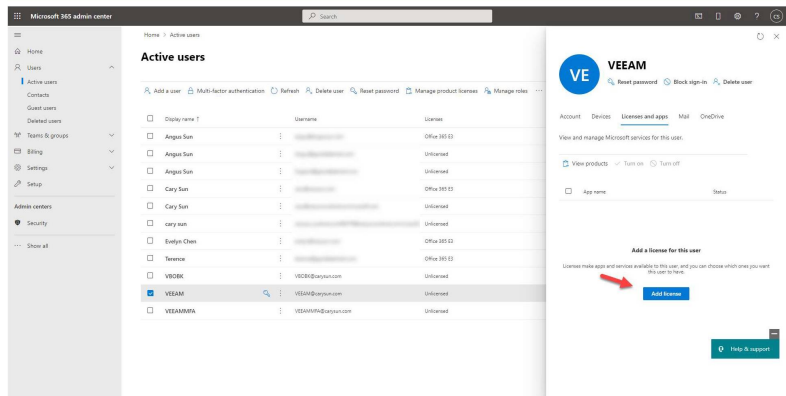 Microsoft 365 admin center
Search
CS
Home
Users
Active users
Contacts
Guest users
Deleted users
Teams & groups
Billing
Settings
Setup
Admin centers
Security
Show all
Home > Active users
Active users
Add a user Multi-factor authentication Refresh Delete user Reset password Manage product licenses Manage roles ...
Display name ↑ Username Licenses
Angus Sun Office 365 E3
Angus Sun Unlicensed
Angus Sun Unlicensed
Cary Sun Office 365 E3
Cary Sun Unlicensed
cary sun Unlicensed
Evelyn Chen Office 365 E3
Terence Office 365 E3
VBOBK VBOBK@carysun.com Unlicensed
VEEAM VEEAM@carysun.com Unlicensed
VEEAMMFA VEEAMMFA@carysun.com Unlicensed
VE
VEEAM
Reset password Block sign-in Delete user
Account Devices Licenses and apps Mail OneDrive
View and manage Microsoft services for this user.
View products Turn on Turn off
App name Status
Add a license for this user
Licenses make apps and services available to this user, and you can choose which ones you want
this user to have.
Add license
Help & support